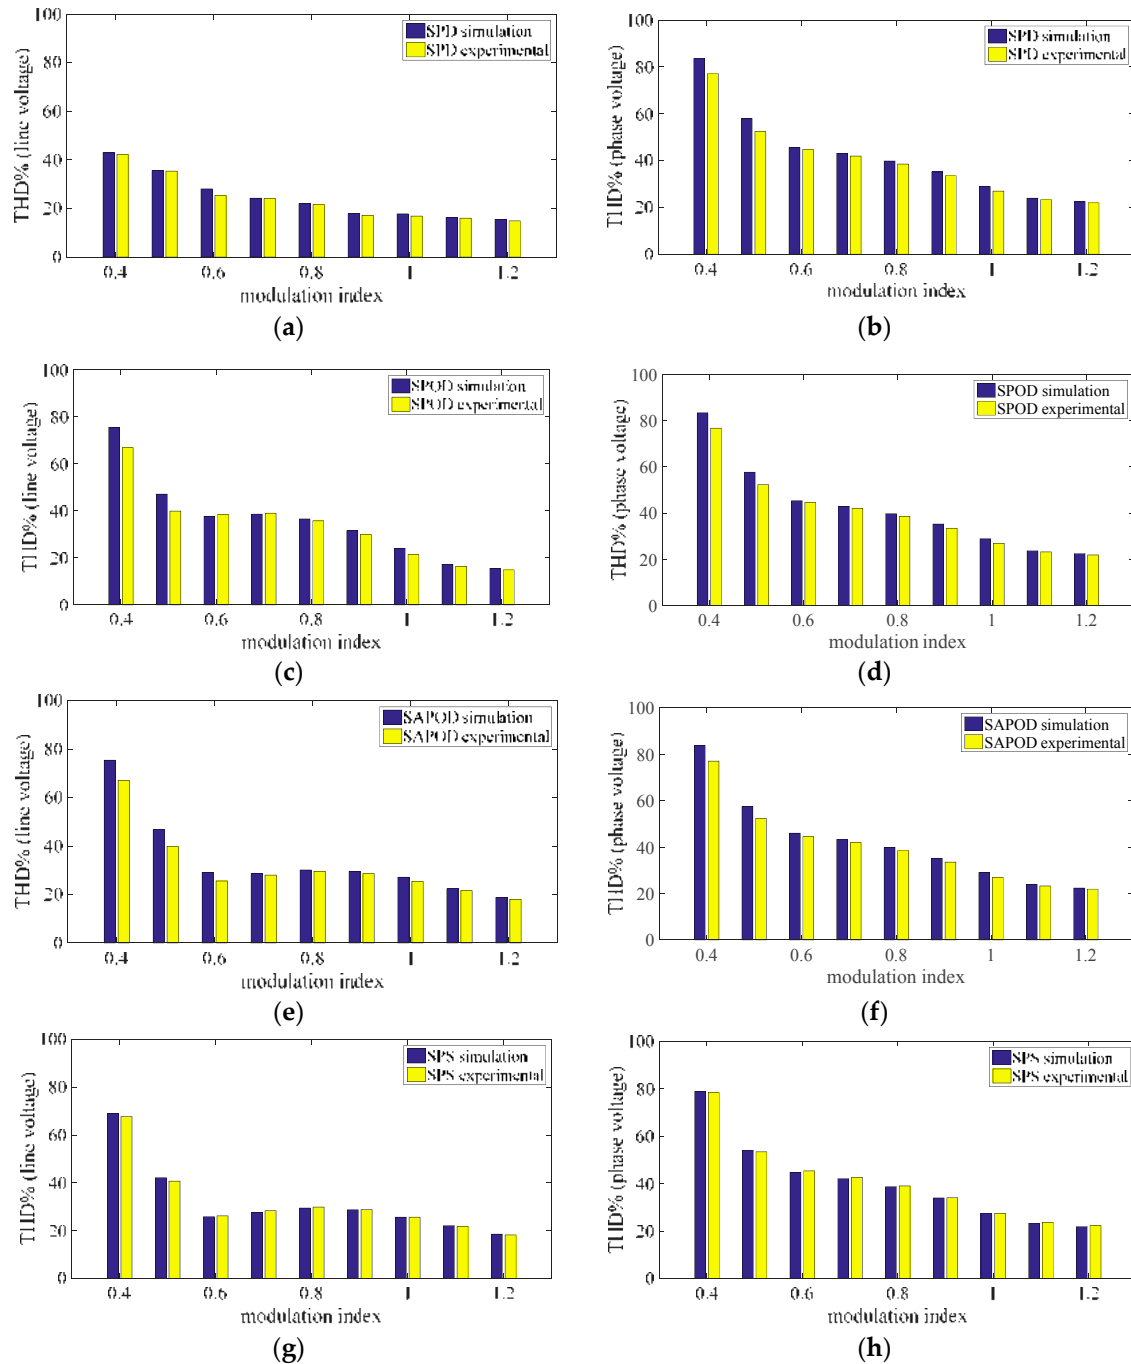 100
80
60
40
20
0
THD% (line voltage)
SPD simulation
SPD experimental
0.4
0.6
0.8
1
1.2
modulation index
(a)
100
80
60
40
20
0
THD% (phase voltage)
SPD simulation
SPD experimental
0.4
0.6
0.8
1
1.2
modulation index
(b)
100
80
60
40
20
0
THD% (line voltage)
SPOD simulation
SPOD experimental
0.4
0.6
0.8
1
1.2
modulation index
(c)
100
80
60
40
20
0
THD% (phase voltage)
SPOD simulation
SPOD experimental
0.4
0.6
0.8
1
1.2
modulation index
(d)
100
80
60
40
20
0
THD% (line voltage)
SAPOD simulation
SAPOD experimental
0.4
0.6
0.8
1
1.2
modulation index
(e)
100
80
60
40
20
0
THD% (phase voltage)
SAPOD simulation
SAPOD experimental
0.4
0.6
0.8
1
1.2
modulation index
(f)
100
80
60
40
20
0
THD% (line voltage)
SPS simulation
SPS experimental
0.4
0.6
0.8
1
1.2
modulation index
(g)
100
80
60
40
20
0
THD% (phase voltage)
SPS simulation
SPS experimental
0.4
0.6
0.8
1
1.2
modulation index
(h)